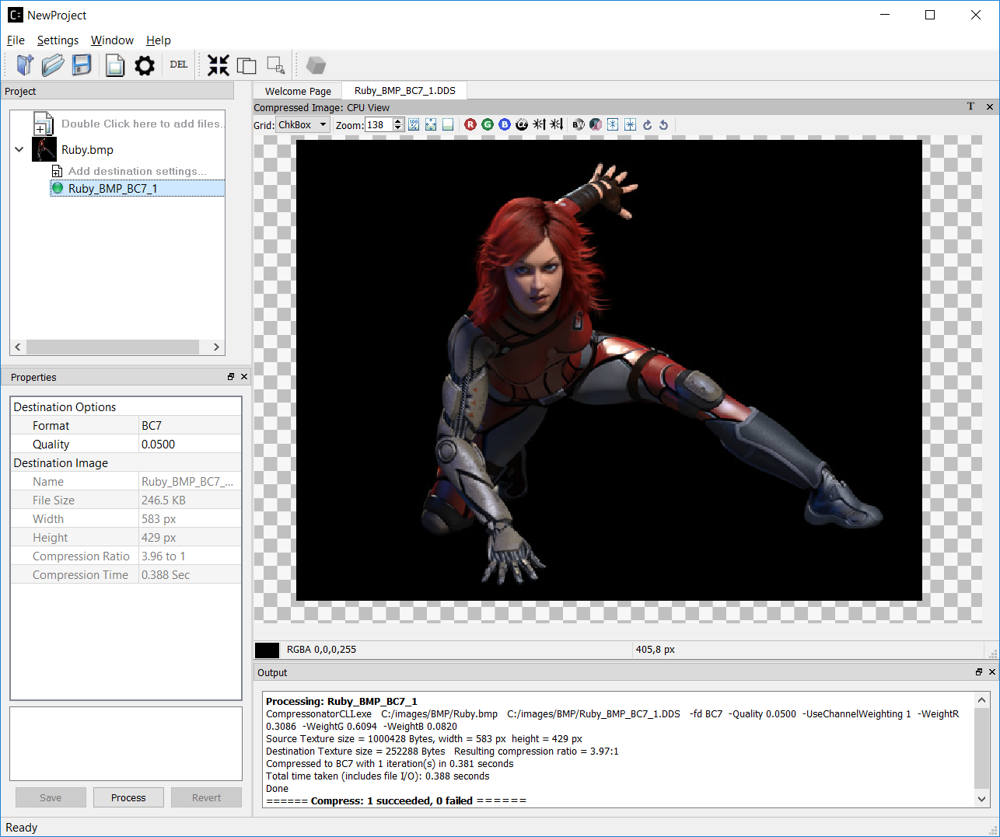 NewProject
File Settings Window Help
DEL
Project
Double Click here to add files..
Ruby.bmp
Add destination settings...
Ruby_BMP_BC7_1
Welcome Page Ruby_BMP_BC7_1.DDS
Compressed Image: CPU View
Grid: ChkBox Zoom: 138
Properties
Destination Options
Format BC7
Quality 0.0500
Destination Image
Name Ruby_BMP_BC7_...
File Size 246.5 KB
Width 583 px
Height 429 px
Compression Ratio 3.96 to 1
Compression Time 0.388 Sec
Save Process Revert
RGBA 0,0,0,255 405,8 px
Output
Processing: Ruby_BMP_BC7_1
CompressonatorCLI.exe C:/images/BMP/Ruby.bmp C:/images/BMP/Ruby_BMP_BC7_1.DDS -fd BC7 -Quality 0.0500 -UseChannelWeighting 1 -WeightR
0.3086 -WeightG 0.6094 -WeightB 0.0820
Source Texture size = 1000428 Bytes, width = 583 px height = 429 px
Destination Texture size = 252288 Bytes Resulting compression ratio = 3.97:1
Compressed to BC7 with 1 iteration(s) in 0.381 seconds
Total time taken (includes file I/O): 0.388 seconds
Done
====== Compress: 1 succeeded, 0 failed ======
Ready